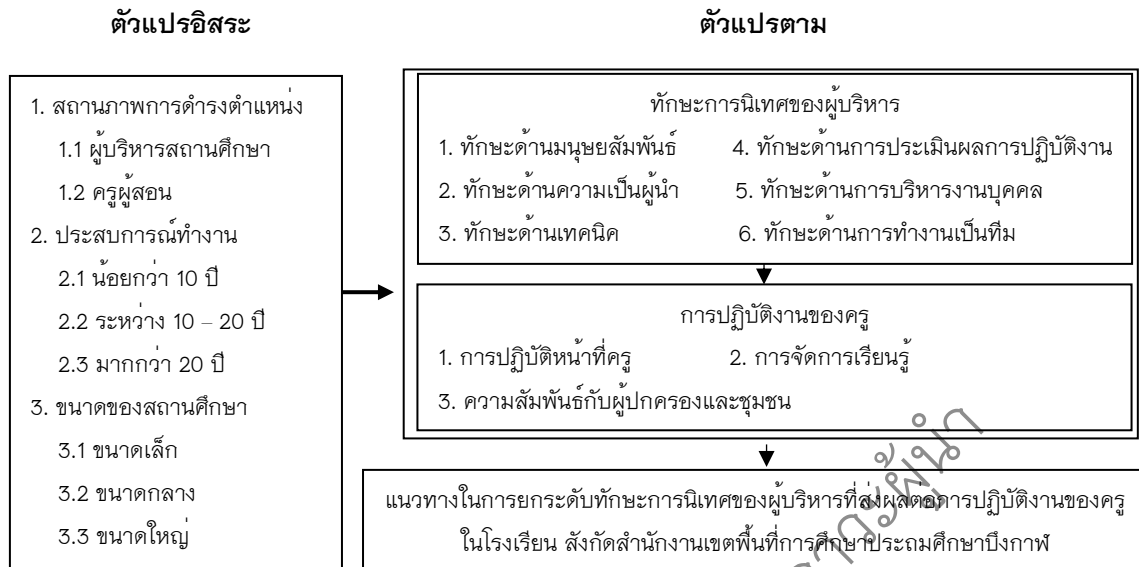 ตัวแปรอิสระ
ตัวแปรตาม
1. สถานภาพการดำรงตำแหน่ง
1.1 ผู้บริหารสถานศึกษา
1.2 ครูผู้สอน
2. ประสบการณ์ทำงาน
2.1 น้อยกว่า 10 ปี
2.2 ระหว่าง 10 – 20 ปี
2.3 มากกว่า 20 ปี
3. ขนาดของสถานศึกษา
3.1 ขนาดเล็ก
3.2 ขนาดกลาง
3.3 ขนาดใหญ่
ทักษะการนิเทศของผู้บริหาร
1. ทักษะด้านมนุษยสัมพันธ์ 4. ทักษะด้านการประเมินผลการปฏิบัติงาน
2. ทักษะด้านความเป็นผู้นำ 5. ทักษะด้านการบริหารงานบุคคล
3. ทักษะด้านเทคนิค 6. ทักษะด้านการทำงานเป็นทีม
การปฏิบัติงานของครู
1. การปฏิบัติหน้าที่ครู 2. การจัดการเรียนรู้
3. ความสัมพันธ์กับผู้ปกครองและชุมชน
แนวทางในการยกระดับทักษะการนิเทศของผู้บริหารที่ส่งผลต่อการปฏิบัติงานของครู
ในโรงเรียน สังกัดสำนักงานเขตพื้นที่การศึกษาประถมศึกษาบึงกาฬ